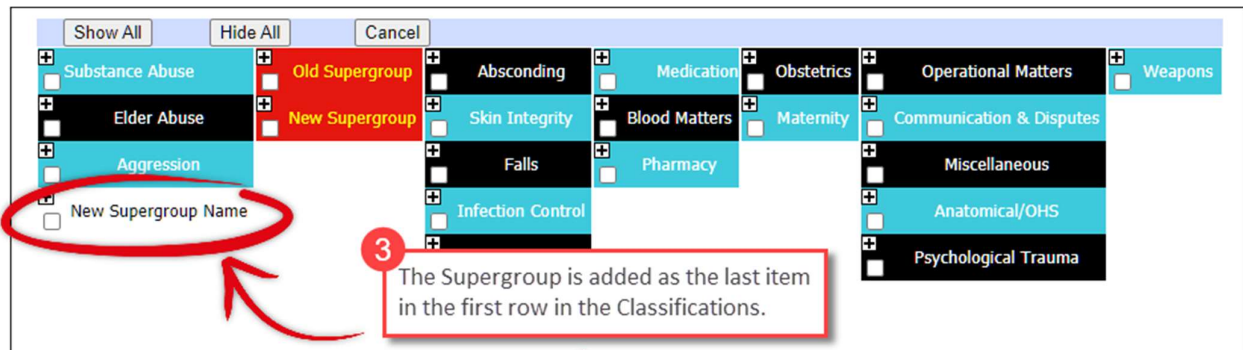 Show All Hide All Cancel
Substance Abuse Old Supergroup Absconding Medication Obstetrics Operational Matters Weapons
Elder Abuse New Supergroup Skin Integrity Blood Matters Maternity Communication & Disputes
Aggression Falls Pharmacy Miscellaneous
New Supergroup Name Infection Control Anatomical/OHS
Psychological Trauma
3
The Supergroup is added as the last item
in the first row in the Classifications.